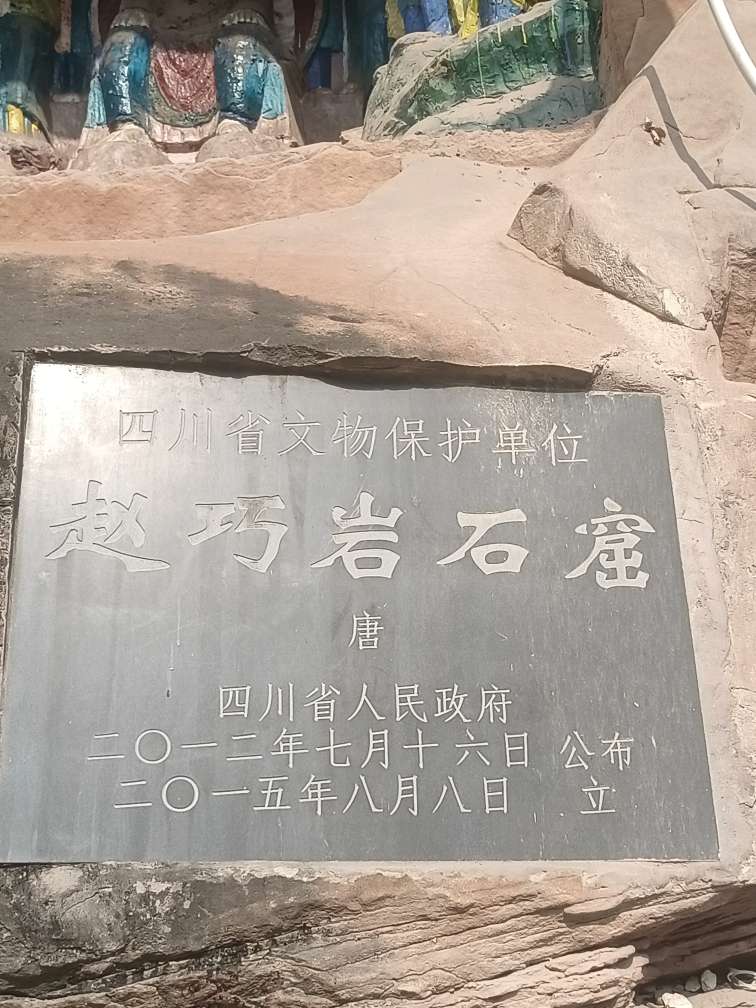 四川省文物保护单位
赵巧岩石窟
唐
四川省人民政府
二〇一二年七月十六日 公布
二〇一五年八月八日 立